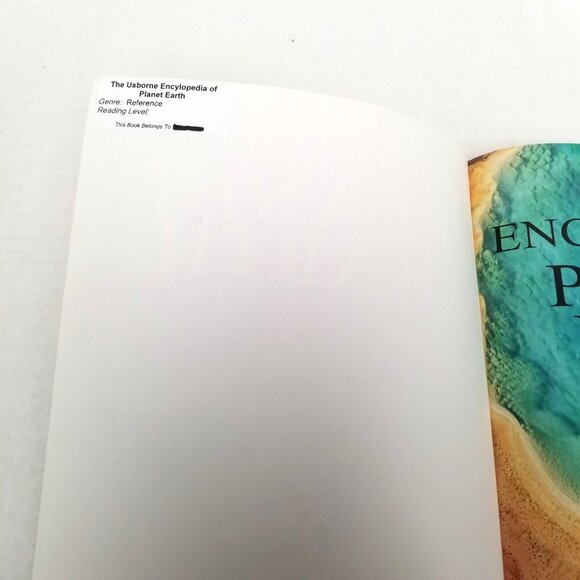 The Usborne Encylopedia of
Planet Earth
Genre: Reference
Reading Level:
This Book Belongs To
ENC
P